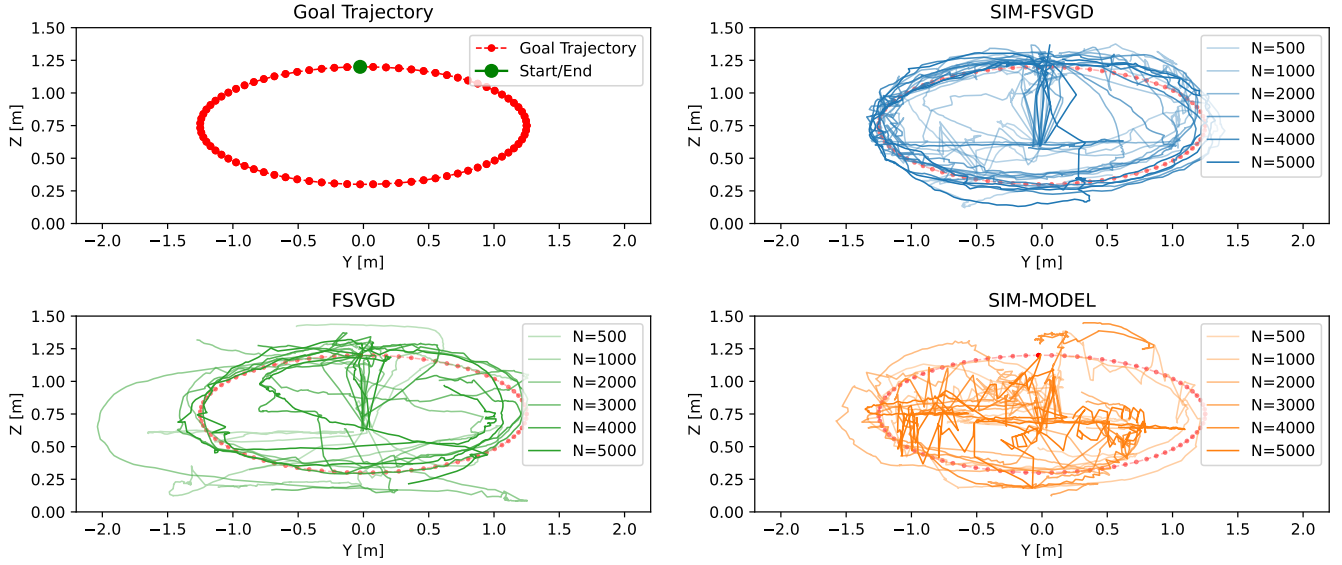 Goal Trajectory
1.50
1.25
1.00
0.75
0.50
0.25
0.00
Z [m]
Goal Trajectory
Start/End
−2.0 −1.5 −1.0 −0.5 0.0 0.5 1.0 1.5 2.0
Y [m]
SIM-FSVGD
1.50
1.25
1.00
0.75
0.50
0.25
0.00
Z [m]
N=500
N=1000
N=2000
N=3000
N=4000
N=5000
−2.0 −1.5 −1.0 −0.5 0.0 0.5 1.0 1.5 2.0
Y [m]
FSVGD
1.50
1.25
1.00
0.75
0.50
0.25
0.00
Z [m]
N=500
N=1000
N=2000
N=3000
N=4000
N=5000
−2.0 −1.5 −1.0 −0.5 0.0 0.5 1.0 1.5 2.0
Y [m]
SIM-MODEL
1.50
1.25
1.00
0.75
0.50
0.25
0.00
Z [m]
N=500
N=1000
N=2000
N=3000
N=4000
N=5000
−2.0 −1.5 −1.0 −0.5 0.0 0.5 1.0 1.5 2.0
Y [m]